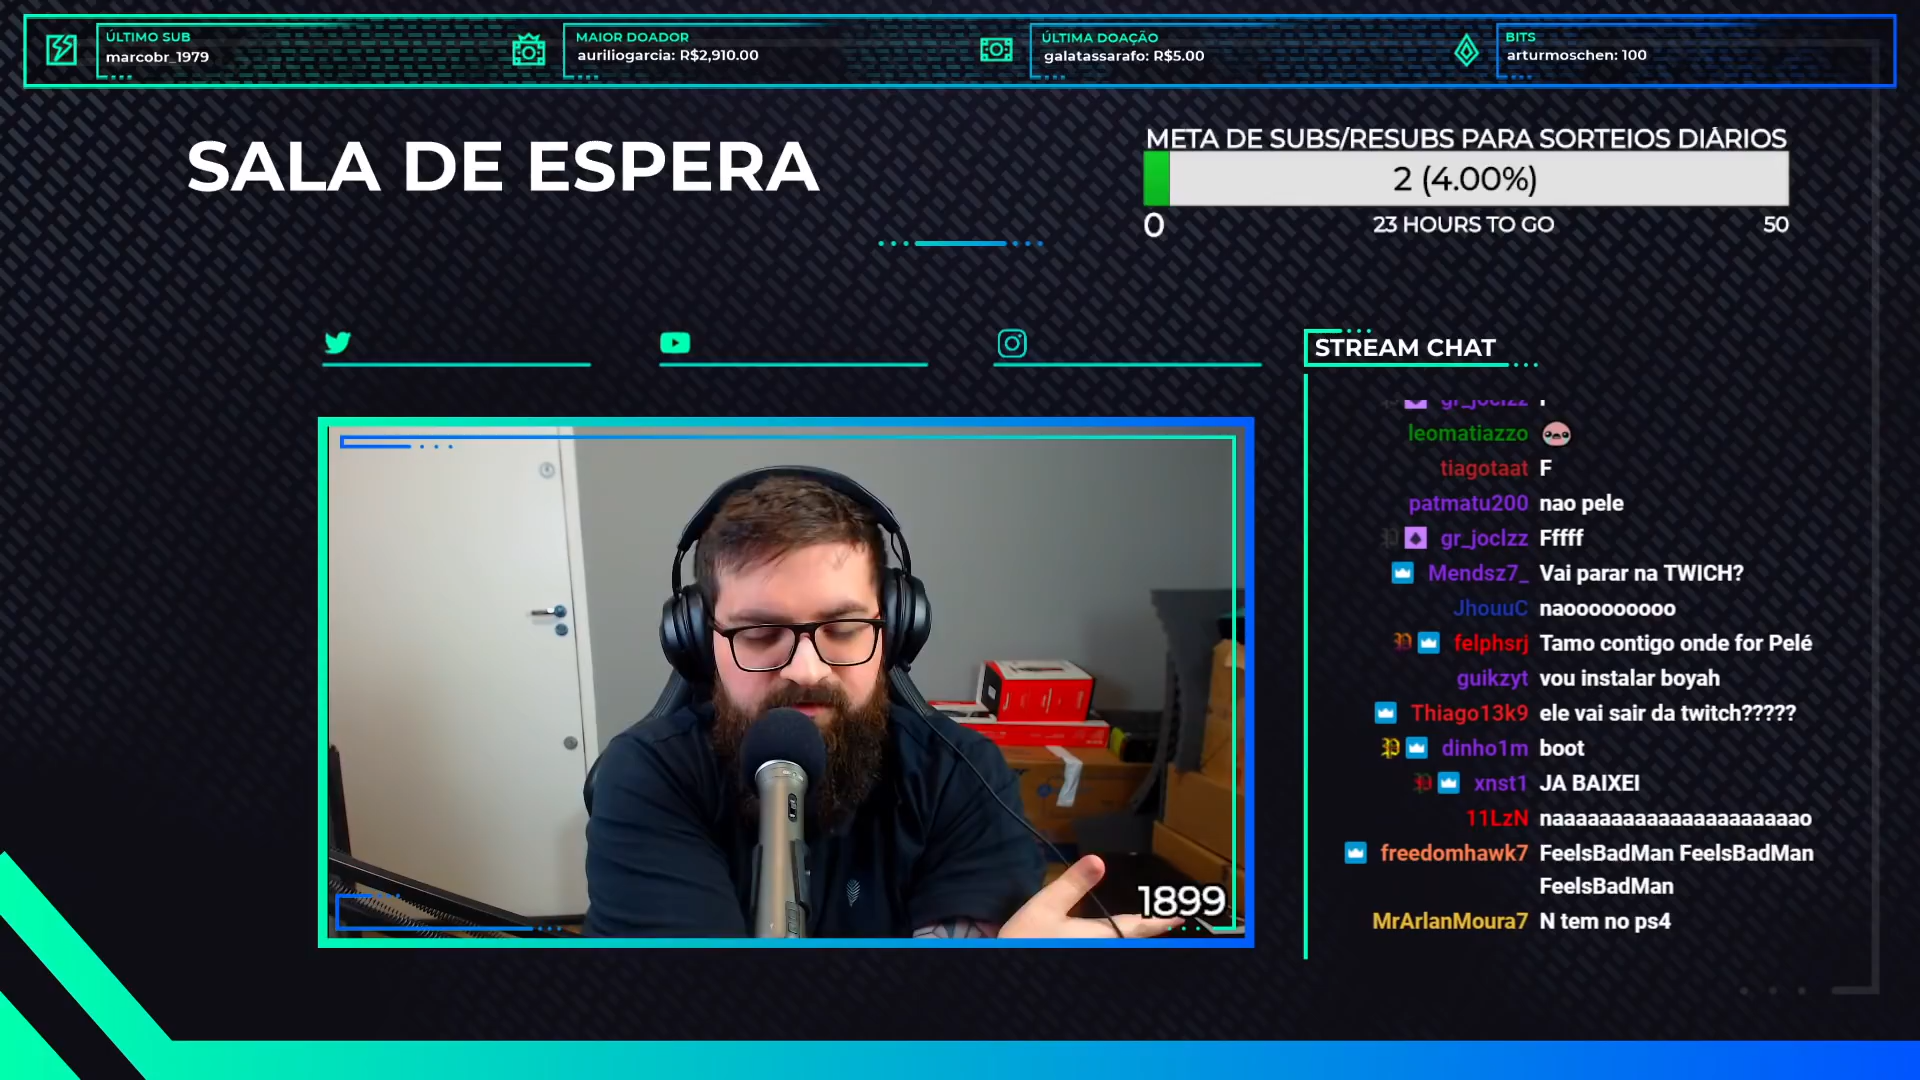 ÚLTIMO SUB
marcobr_1979
MAIOR DOADOR
auriliogarcia: R$2,910.00
ÚLTIMA DOAÇÃO
galatassarafo: R$5.00
BITS
arturmoschen: 100
SALA DE ESPERA
META DE SUBS/RESUBS PARA SORTEIOS DIÁRIOS
2 (4.00%)
0 23 HOURS TO GO 50
STREAM CHAT
gr_joclzz
leomatiazzo
tiagotaat F
patmatu200 nao pele
gr_joclzz Fffff
Mendsz7_ Vai parar na TWICH?
JhouuC naoooooooooo
felphsrj Tamo contigo onde for Pelé
guikzyt vou instalar boyah
Thiago13k9 ele vai sair da twitch?????
dinho1m boot
xnst1 JA BAIXEI
11LzN naaaaaaaaaaaaaaaaaaaaaao
freedomhawk7 FeelsBadMan FeelsBadMan
FeelsBadMan
MrArlanMoura7 N tem no ps4
1899